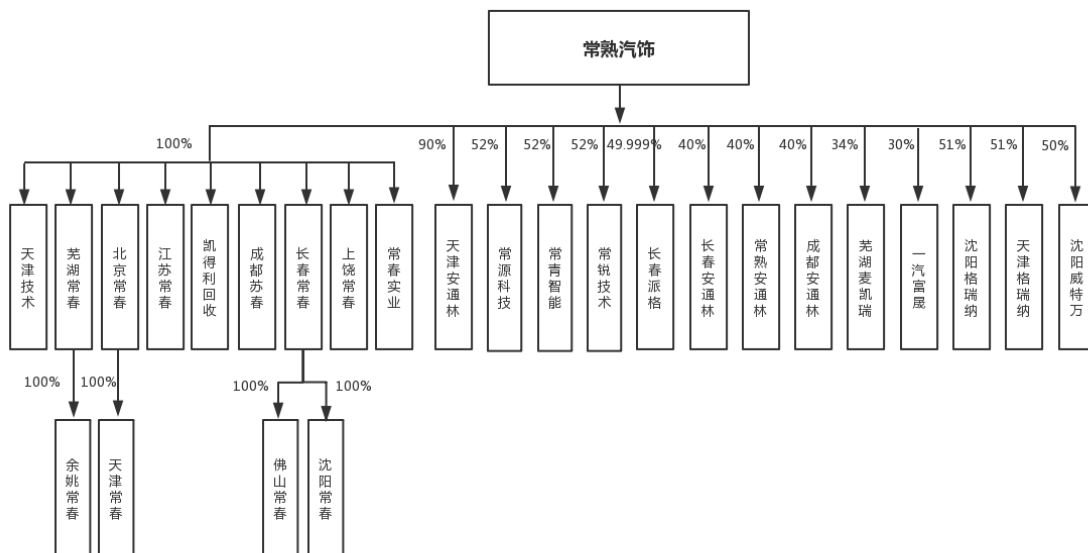 常熟汽饰
100%
90%
52%
52%
52%
49.999%
40%
40%
40%
34%
30%
51%
51%
50%
天津技术
芜湖常春
北京常春
江苏常春
凯得利回收
成都苏春
长春常春
上饶常春
常春实业
天津安通林
常源科技
常青智能
常锐技术
长春派格
长春安通林
常熟安通林
成都安通林
芜湖麦凯瑞
一汽富晟
沈阳格瑞纳
天津格瑞纳
沈阳威特万
100%
100%
100%
100%
余姚常春
天津常春
佛山常春
沈阳常春